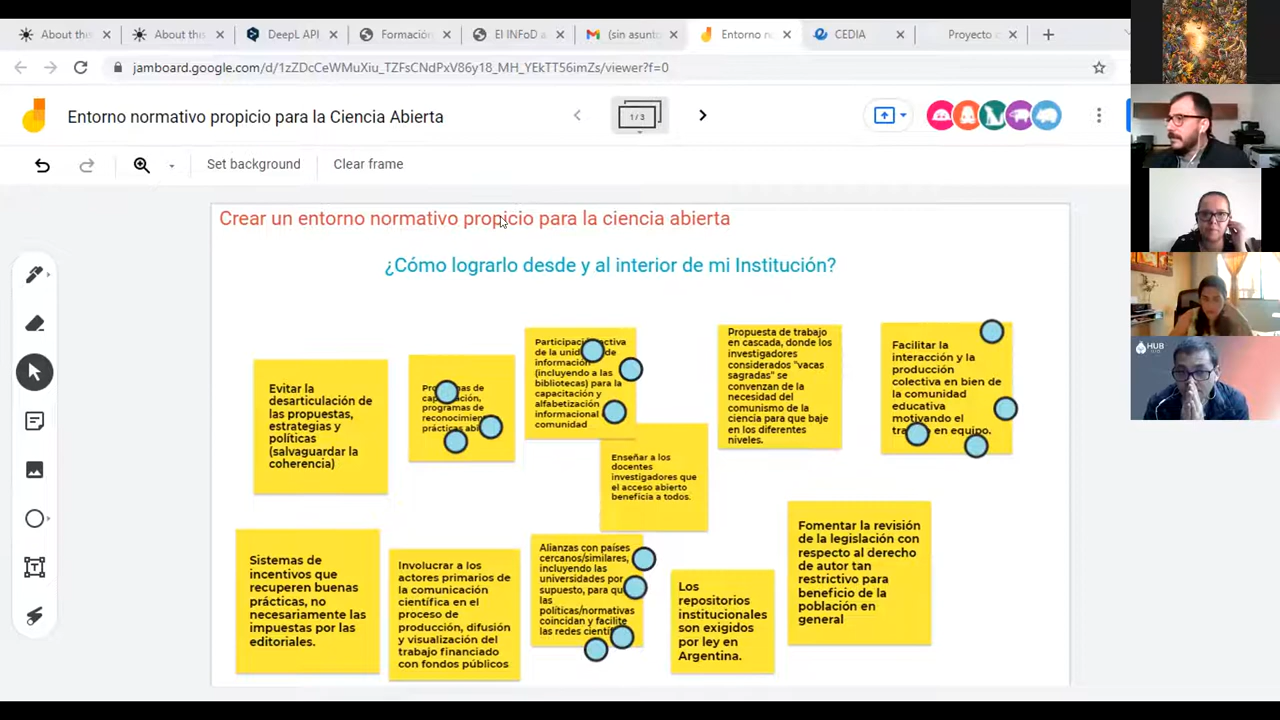 About this
About this
DeepL API
Formación
El INFoD a
(sin asunto
Entorno no
CEDIA
Proyecto c
jamboard.google.com/d/1zZDcCeWMuXiu_TZFsCNdPxV86y18_MH_YEkTT56imZs/viewer?f=0
Entorno normativo propicio para la Ciencia Abierta
1/3
Set background
Clear frame
Crear un entorno normativo propicio para la ciencia abierta
¿Cómo lograrlo desde y al interior de mi Institución?
Evitar la
desarticulación de
las propuestas,
estrategias y
políticas
(salvaguardar la
coherencia)
de
programas de
prácticas
de la
información
(incluyendo a las
bibliotecas) para la
capacitación y
alfabetización
informacional
comunidad
Enseñar a los
docentes
investigadores que
el acceso abierto
beneficia a todos.
Propuesta de trabajo
en cascada, donde los
investigadores
considerados "vacas
sagradas" se
convenzan de la
necesidad del
comunismo de la
ciencia para que baje
en los diferentes
niveles.
Facilitar la
interacción y la
producción
colectiva en bien de
la comunidad
educativa
motivando el
en equipo.
Sistemas de
incentivos que
recuperen buenas
prácticas, no
necesariamente las
impuestas por las
editoriales.
Involucrar a los
actores primarios de
la comunicación
científica en el
proceso de
producción, difusión
y visualización del
trabajo financiado
con fondos públicos
Alianzas con países
cercanos/similares,
incluyendo las
universidades por
supuesto, para
las
políticas/normativas
coincidan y facilite
las redes
Los
repositorios
institucionales
son exigidos
por ley en
Argentina.
Fomentar la revisión
de la legislación con
respecto al derecho
de autor tan
restrictivo para
beneficio de la
población en
general
HUB